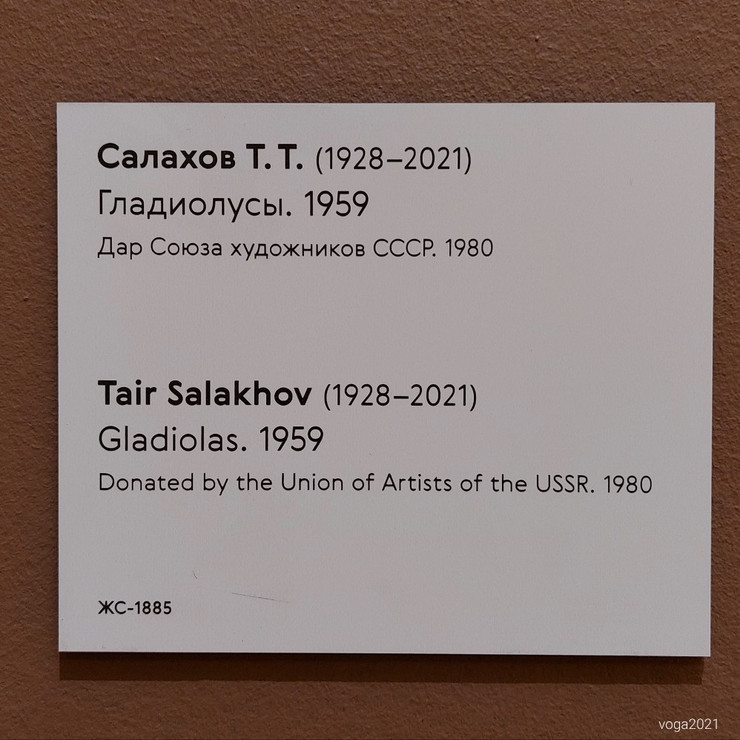 Салахов Т. Т. (1928–2021)
Гладиолусы. 1959
Дар Союза художников СССР. 1980
Tair Salakhov (1928–2021)
Gladiolas. 1959
Donated by the Union of Artists of the USSR. 1980
ЖС-1885
voga2021